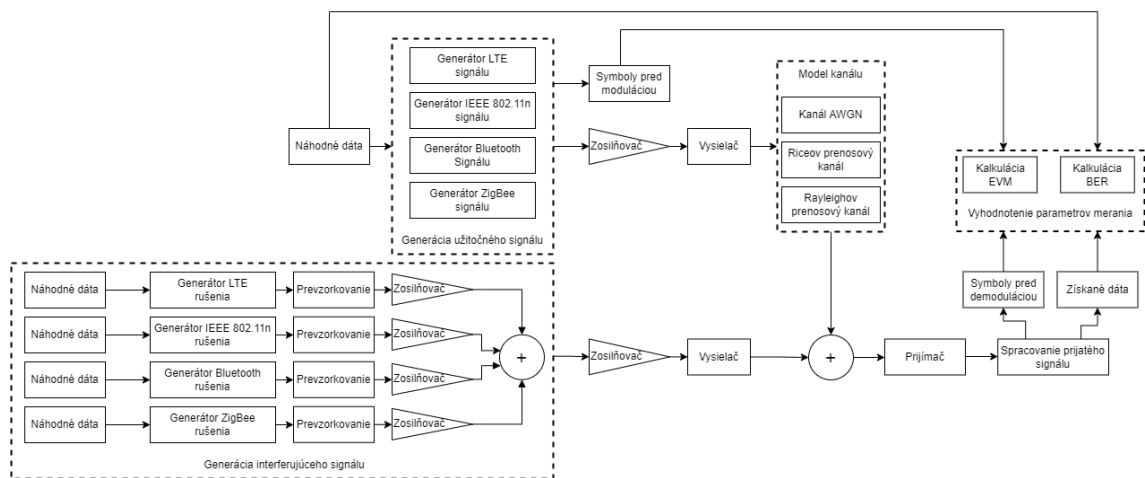 Náhodné dáta
Generátor LTE
signálu
Generátor IEEE 802.11n
signálu
Generátor Bluetooth
Signálu
Generátor ZigBee
signálu
Generácia užitočného signálu
Symboly pred
moduláciou
Zosilňovač
Vysielač
Model kanálu
Kanál AWGN
Riceov prenosový
kanál
Rayleighov
prenosový kanál
Kalkulácia
EVM
Kalkulácia
BER
Vyhodnotenie parametrov merania
Symboly pred
demoduláciou
Získané dáta
Náhodné dáta
Generátor LTE
rušenia
Prevzorkovanie
Zosilňovač
Náhodné dáta
Generátor IEEE 802.11n
rušenia
Prevzorkovanie
Zosilňovač
Náhodné dáta
Generátor Bluetooth
rušenia
Prevzorkovanie
Zosilňovač
Náhodné dáta
Generátor ZigBee
rušenia
Prevzorkovanie
Zosilňovač
+
Generácia interferujúceho signálu
Zosilňovač
Vysielač
+
Prijímač
Spracovanie prijatého
signálu